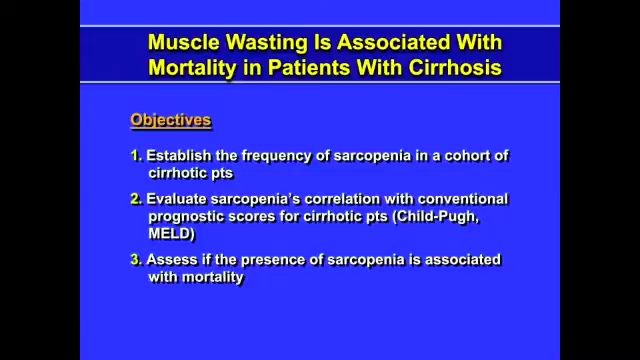 Muscle Wasting Is Associated With
Mortality in Patients With Cirrhosis
Objectives
1. Establish the frequency of sarcopenia in a cohort of
cirrhotic pts
2. Evaluate sarcopenia's correlation with conventional
prognostic scores for cirrhotic pts (Child-Pugh,
MELD)
3. Assess if the presence of sarcopenia is associated
with mortality